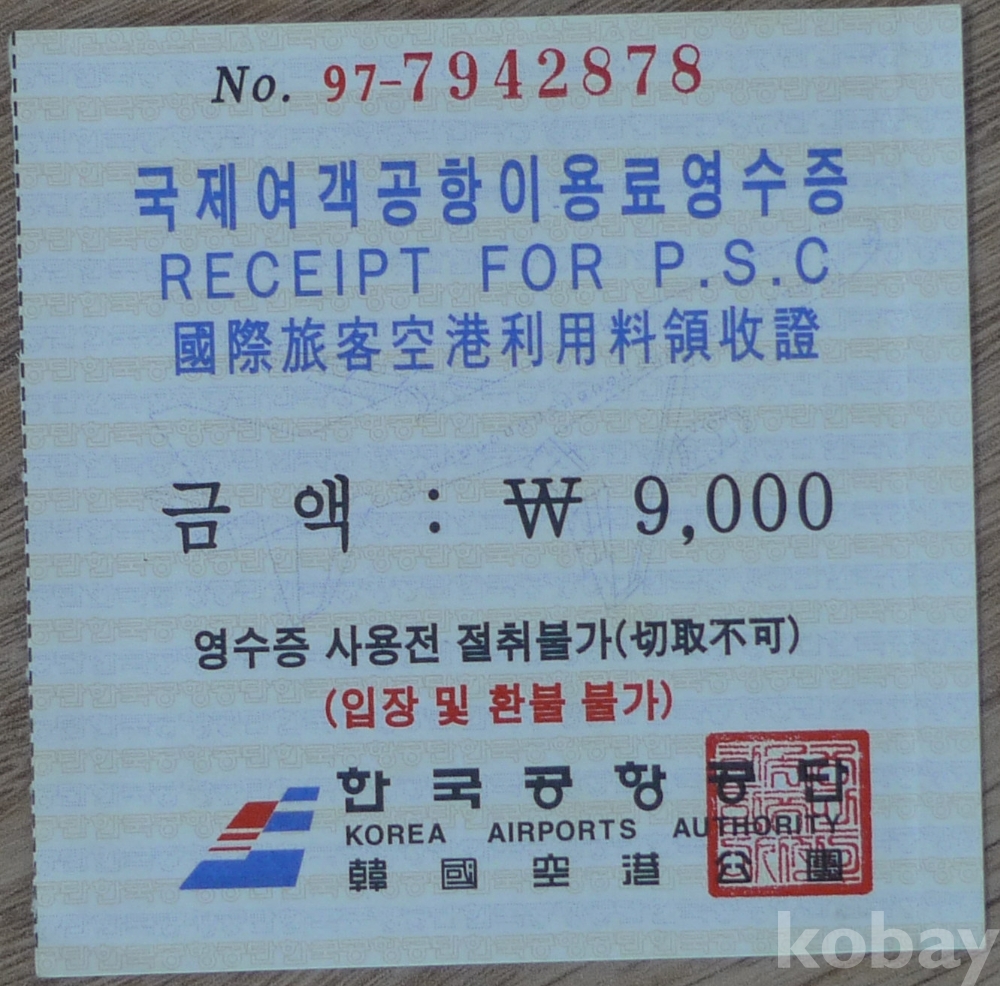 No. 97-7942878
국제여객공항이용료영수증
RECEIPT FOR P.S.C
國際旅客空港利用料領收證
금 액 : ₩ 9,000
영수증 사용전 절취불가(切取不可)
(입장 및 환불 불가)
한국공항공단
KOREA AIRPORTS AUTHORITY
韓國空港公團
kobay